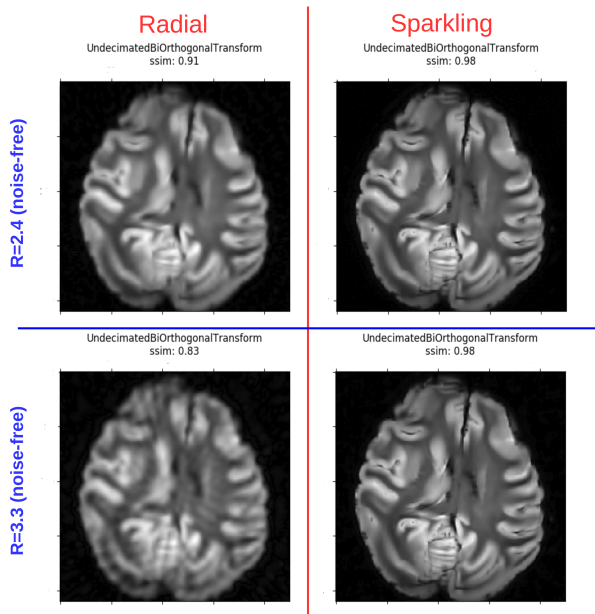 Radial
Sparkling
UndecimatedBiOrthogonalTransform
ssim: 0.91
UndecimatedBiOrthogonalTransform
ssim: 0.98
R=2.4 (noise-free)
UndecimatedBiOrthogonalTransform
ssim: 0.83
UndecimatedBiOrthogonalTransform
ssim: 0.98
R=3.3 (noise-free)